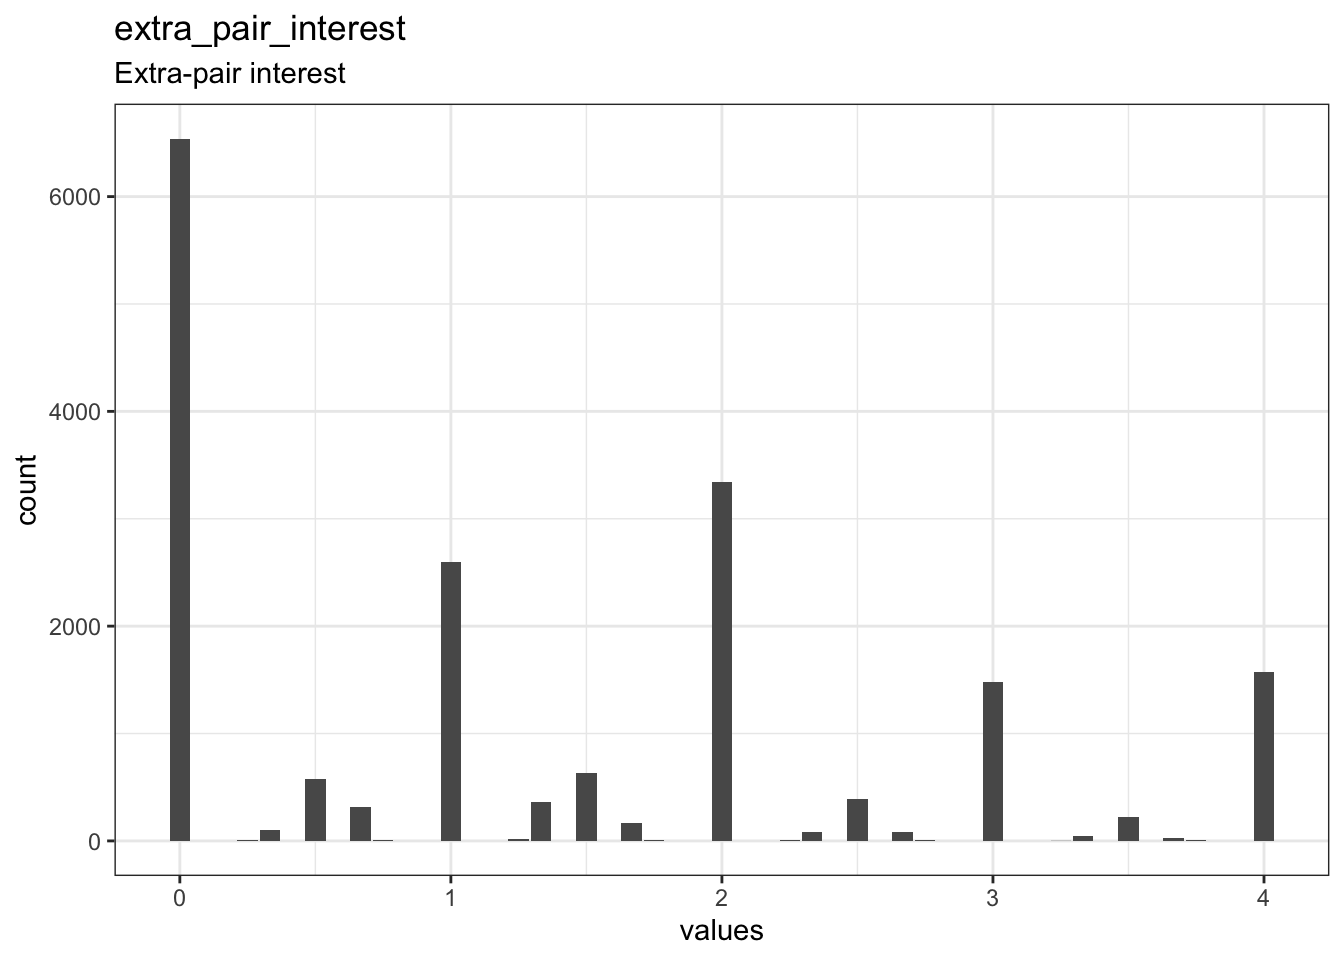 extra_pair_interest
Extra-pair interest
6000
4000
2000
0
count
0 1 2 3 4
values